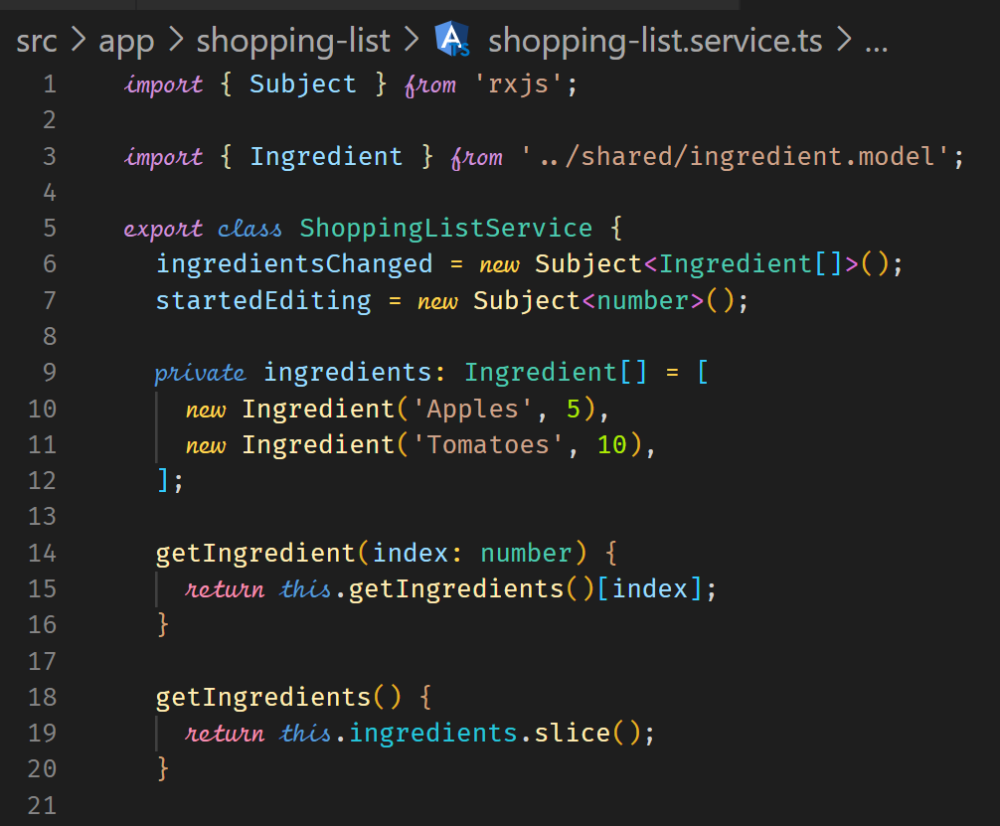 src > app > shopping-list > shopping-list.service.ts > ...
1 import { Subject } from 'rxjs';
2
3 import { Ingredient } from '../shared/ingredient.model';
4
5 export class ShoppingListService {
6 ingredientsChanged = new Subject<Ingredient[]>();
7 startedEditing = new Subject<number>();
8
9 private ingredients: Ingredient[] = [
10 new Ingredient('Apples', 5),
11 new Ingredient('Tomatoes', 10),
12 ];
13
14 getIngredient(index: number) {
15 return this.getIngredients()[index];
16 }
17
18 getIngredients() {
19 return this.ingredients.slice();
20 }
21